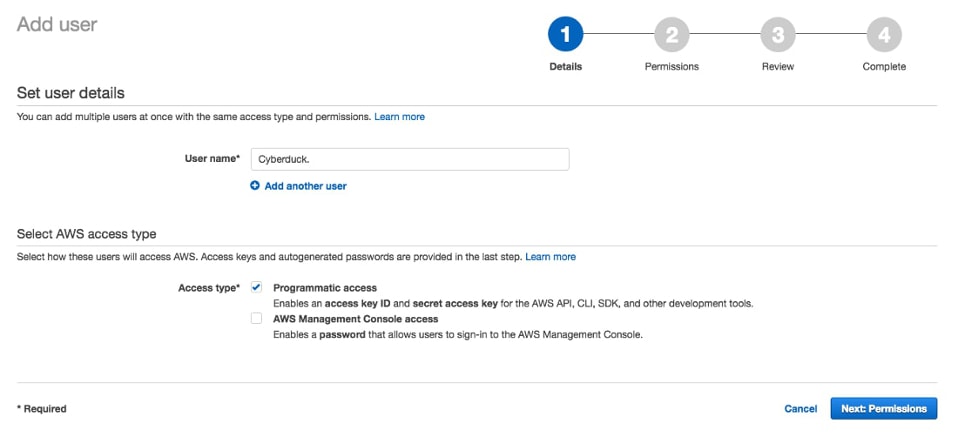 Add user
1
2
3
4
Details
Permissions
Review
Complete
Set user details
You can add multiple users at once with the same access type and permissions. Learn more
User name*
Cyberduck.
Add another user
Select AWS access type
Select how these users will access AWS. Access keys and autogenerated passwords are provided in the last step. Learn more
Access type*
Programmatic access
Enables an access key ID and secret access key for the AWS API, CLI, SDK, and other development tools.
AWS Management Console access
Enables a password that allows users to sign-in to the AWS Management Console.
* Required
Cancel
Next: Permissions